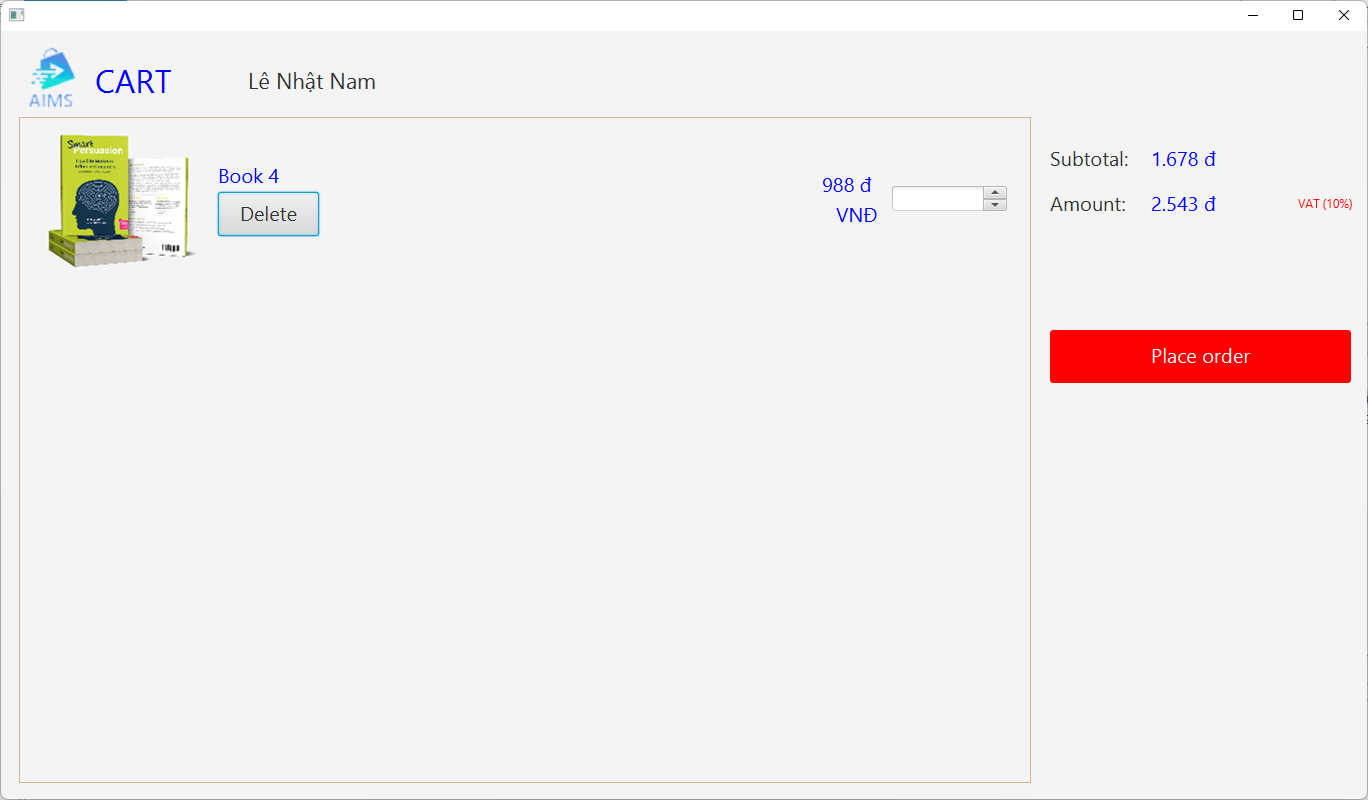 AIMS
CART
Lê Nhật Nam
Smart
Persuasion
Book 4
Delete
988 đ
VNĐ
Subtotal: 1.678 đ
Amount: 2.543 đ VAT (10%)
Place order